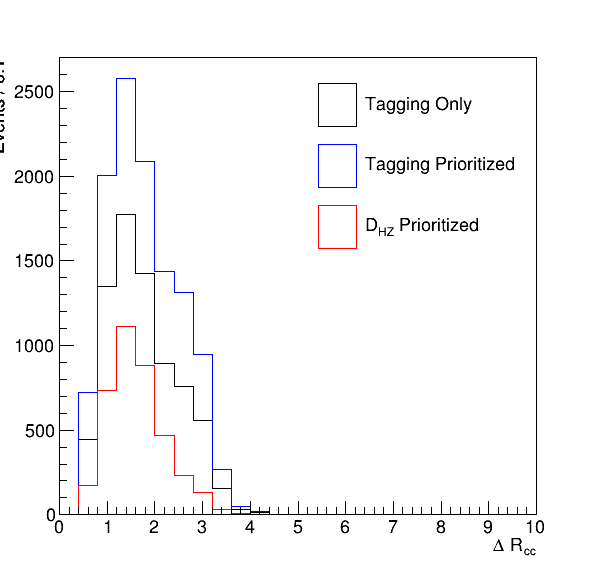 Events / 0.1
2500
2000
1500
1000
500
0
Tagging Only
Tagging Prioritized
D_HZ Prioritized
0 1 2 3 4 5 6 7 8 9 10
Δ R_cc